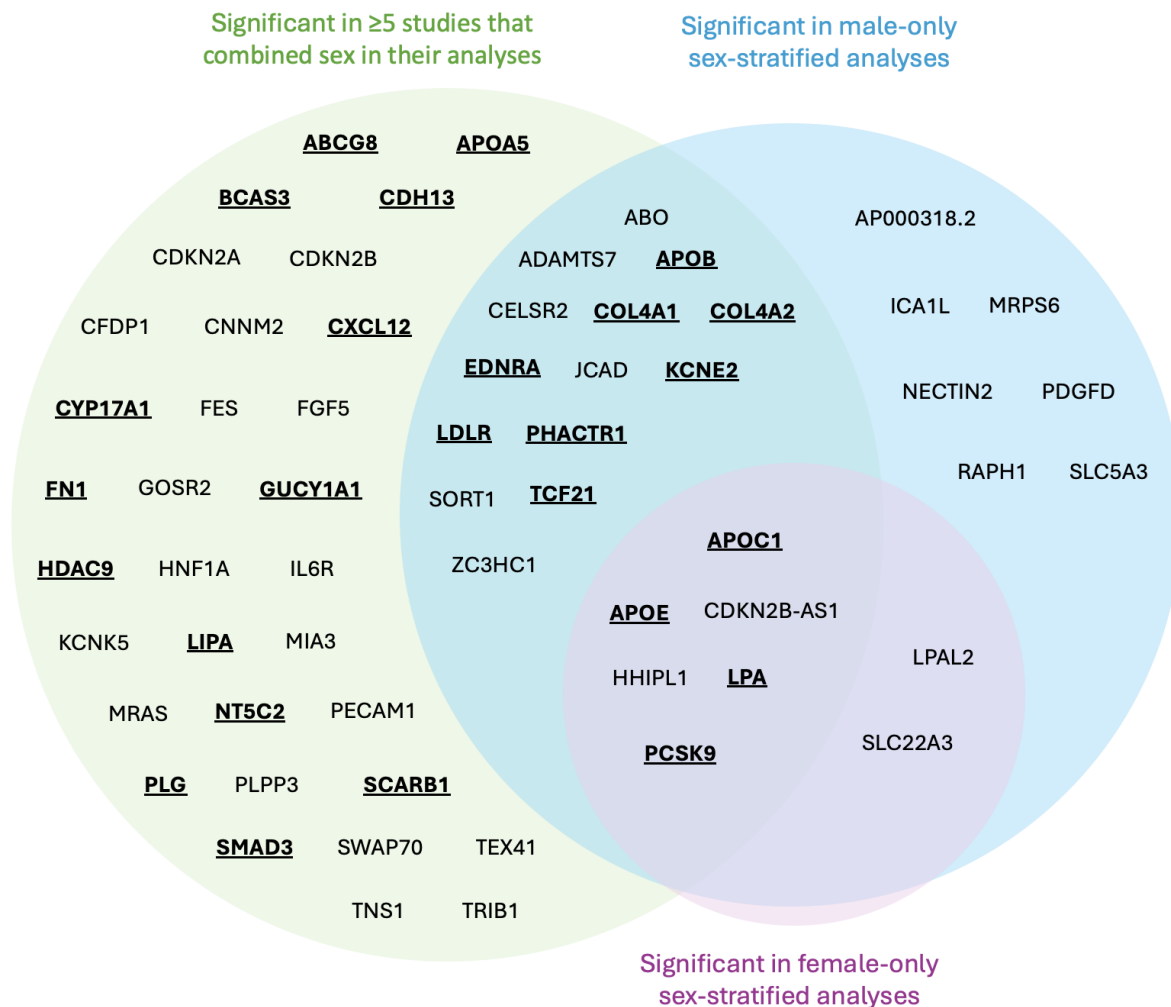 Significant in ≥5 studies that
combined sex in their analyses
Significant in male-only
sex-stratified analyses
ABCG8 APOA5
BCAS3 CDH13
CDKN2A CDKN2B
CFDP1 CNNM2 CXCL12
CYP17A1 FES FGF5
FN1 GOSR2 GUCY1A1
HDAC9 HNF1A IL6R
KCNK5 LIPA MIA3
MRAS NT5C2 PECAM1
PLG PLPP3 SCARB1
SMAD3 SWAP70 TEX41
TNS1 TRIB1
ABO
ADAMTS7 APOB
CELSR2 COL4A1 COL4A2
EDNRA JCAD KCNE2
LDLR PHACTR1
SORT1 TCF21
ZC3HC1
APOC1
APOE CDKN2B-AS1
HHIPL1 LPA
PCSK9
AP000318.2
ICA1L MRPS6
NECTIN2 PDGFD
RAPH1 SLC5A3
LPAL2
SLC22A3
Significant in female-only
sex-stratified analyses